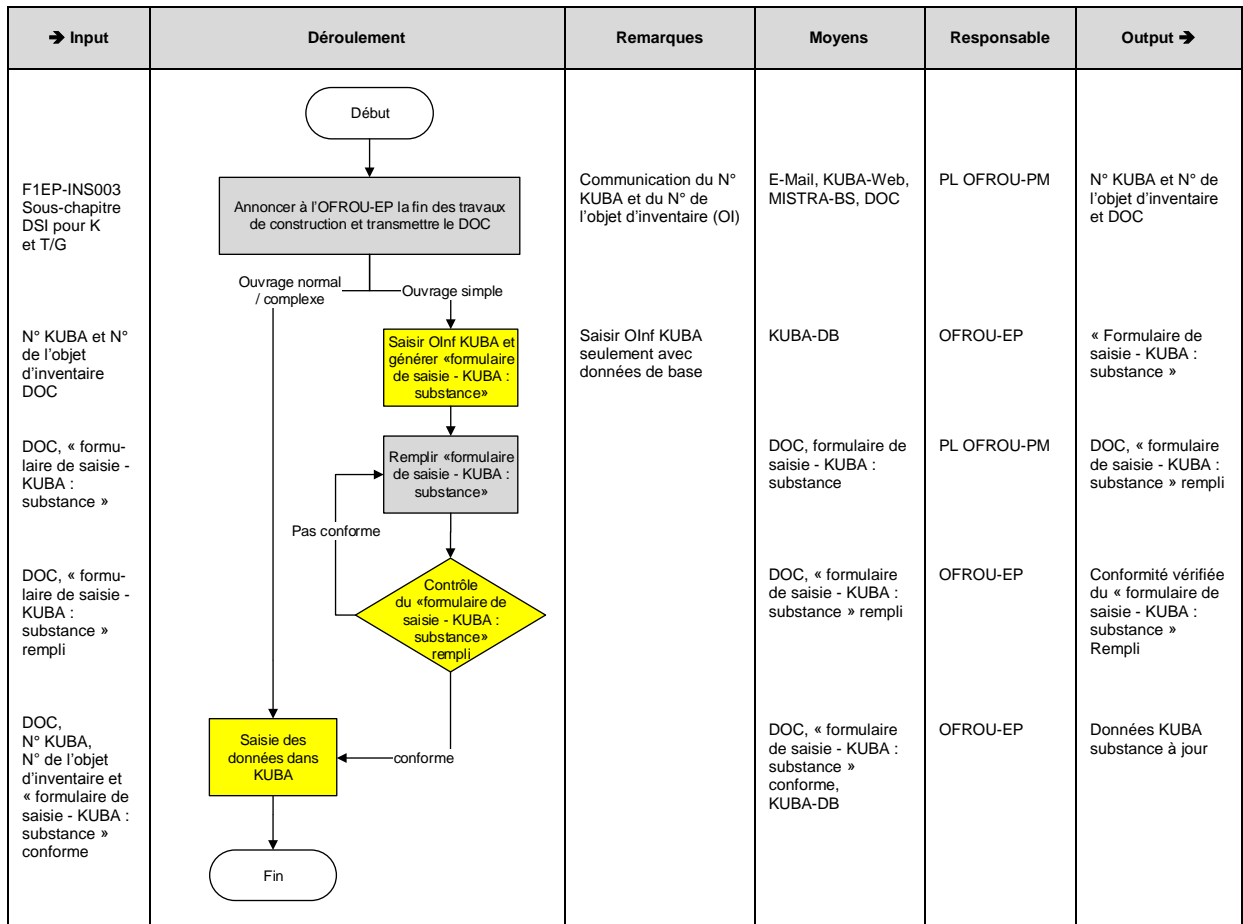 ➔ Input
Déroulement
Remarques
Moyens
Responsable
Output ➔
Début
F1EP-INS003
Sous-chapitre
DSI pour K
et T/G
Annoncer à l'OFROU-EP la fin des travaux
de construction et transmettre le DOC
Communication du N°
KUBA et du N° de
l'objet d'inventaire (OI)
E-Mail, KUBA-Web,
MISTRA-BS, DOC
PL OFROU-PM
N° KUBA et N° de
l'objet d'inventaire
et DOC
Ouvrage normal
/ complexe
Ouvrage simple
N° KUBA et N°
de l'objet
d'inventaire
DOC
Saisir OInf KUBA et
générer «formulaire
de saisie - KUBA :
substance»
Saisir OInf KUBA
seulement avec
données de base
KUBA-DB
OFROU-EP
« Formulaire de
saisie - KUBA :
substance »
DOC, « formu-
laire de saisie -
KUBA :
substance »
Remplir «formulaire
de saisie - KUBA :
substance»
DOC, formulaire de
saisie - KUBA :
substance
PL OFROU-PM
DOC, « formulaire
de saisie - KUBA :
substance » rempli
Pas conforme
DOC, « formu-
laire de saisie -
KUBA :
substance »
rempli
Contrôle
du «formulaire de
saisie - KUBA :
substance»
rempli
DOC, « formulaire
de saisie - KUBA :
substance » rempli
OFROU-EP
Conformité vérifiée
du « formulaire de
saisie - KUBA :
substance »
Rempli
DOC,
N° KUBA,
N° de l'objet
d'inventaire et
« formulaire de
saisie - KUBA :
substance »
conforme
Saisie des
données dans
KUBA
conforme
DOC, « formulaire
de saisie - KUBA :
substance »
conforme,
KUBA-DB
OFROU-EP
Données KUBA
substance à jour
Fin